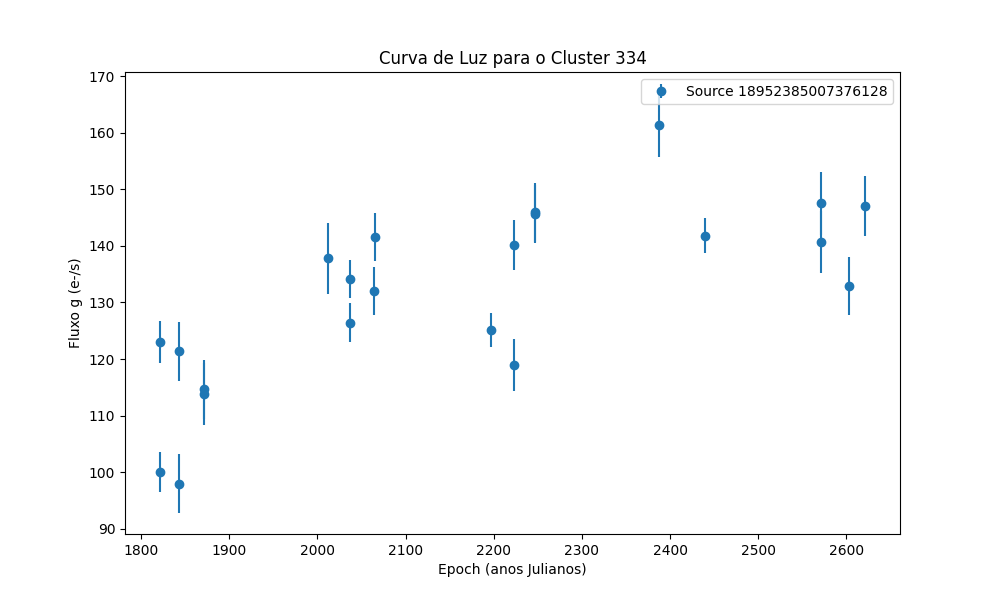 Curva de Luz para o Cluster 334
Source 18952385007376128
170
160
150
140
130
120
110
100
90
Fluxo g (e-/s)
1800 1900 2000 2100 2200 2300 2400 2500 2600
Epoch (anos Julianos)